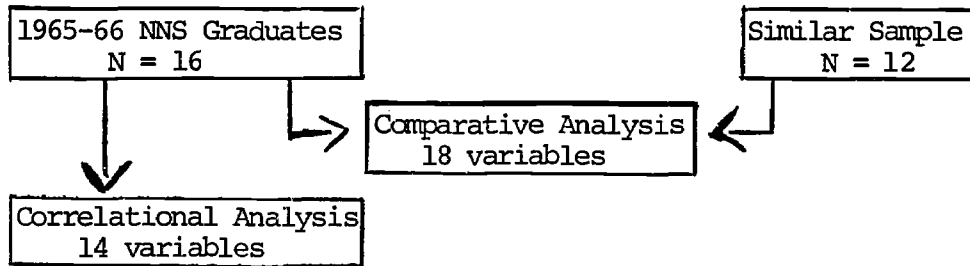 1965-66 NNS Graduates
N = 16
Similar Sample
N = 12
Comparative Analysis
18 variables
Correlational Analysis
14 variables